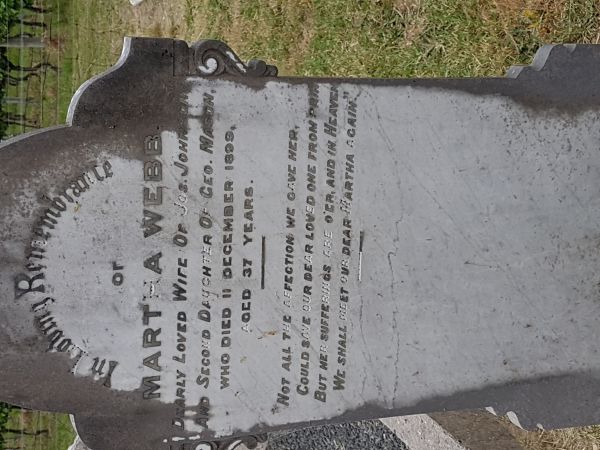 In Loving Remembrance
OF
MARTHA WEBB.
DEARLY LOVED WIFE OF JOS. JOHN
AND SECOND DAUGHTER OF GEO. MASON,
WHO DIED 11 DECEMBER 1899,
AGED 37 YEARS.
NOT ALL THE AFFECTION WE GAVE HER,
COULD SAVE OUR DEAR LOVED ONE FROM PAIN
BUT HER SUFFERINGS ARE O'ER, AND IN HEAVEN
WE SHALL MEET OUR DEAR MARTHA AGAIN."